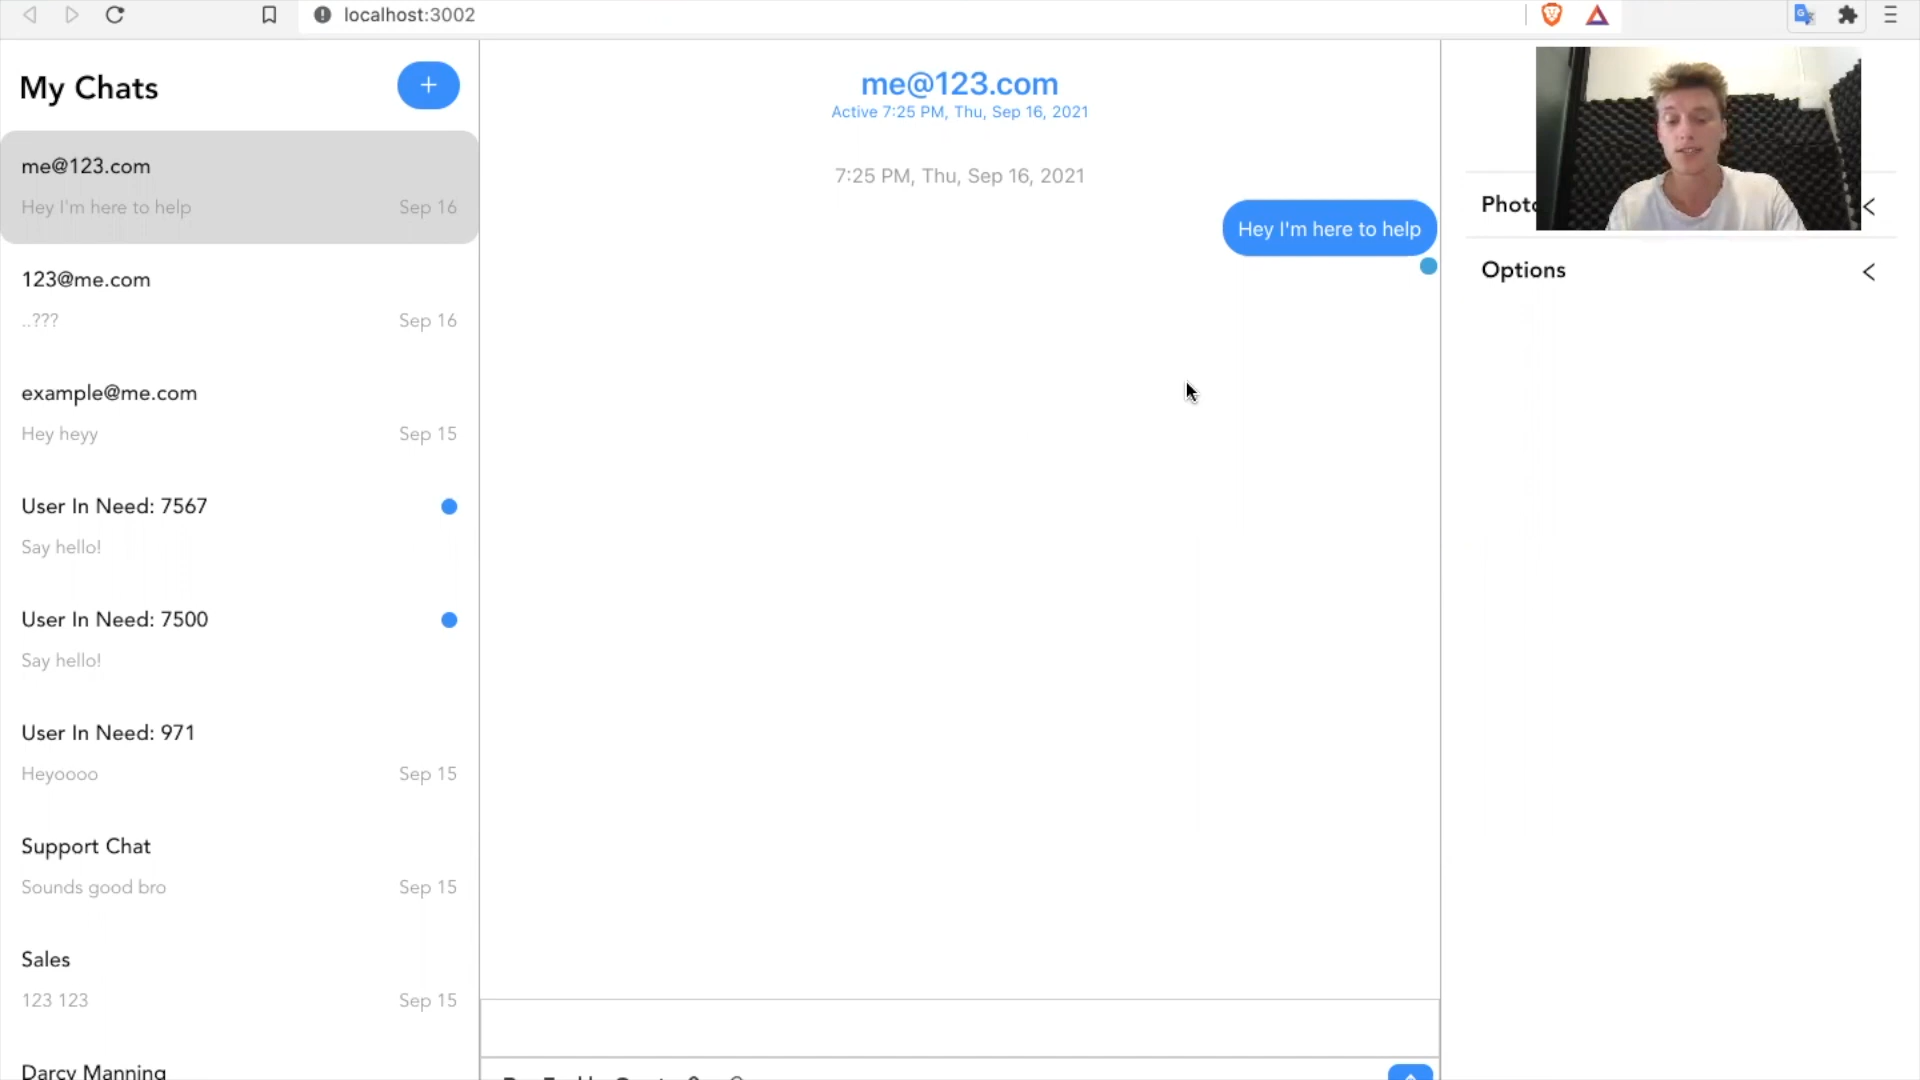 localhost:3002
My Chats
+
me@123.com
Hey I'm here to help
Sep 16
123@me.com
..???
Sep 16
example@me.com
Hey heyy
Sep 15
User In Need: 7567
Say hello!
User In Need: 7500
Say hello!
User In Need: 971
Heyoooo
Sep 15
Support Chat
Sounds good bro
Sep 15
Sales
123 123
Sep 15
Darcy Manning
me@123.com
Active 7:25 PM, Thu, Sep 16, 2021
7:25 PM, Thu, Sep 16, 2021
Hey I'm here to help
Photo
Options